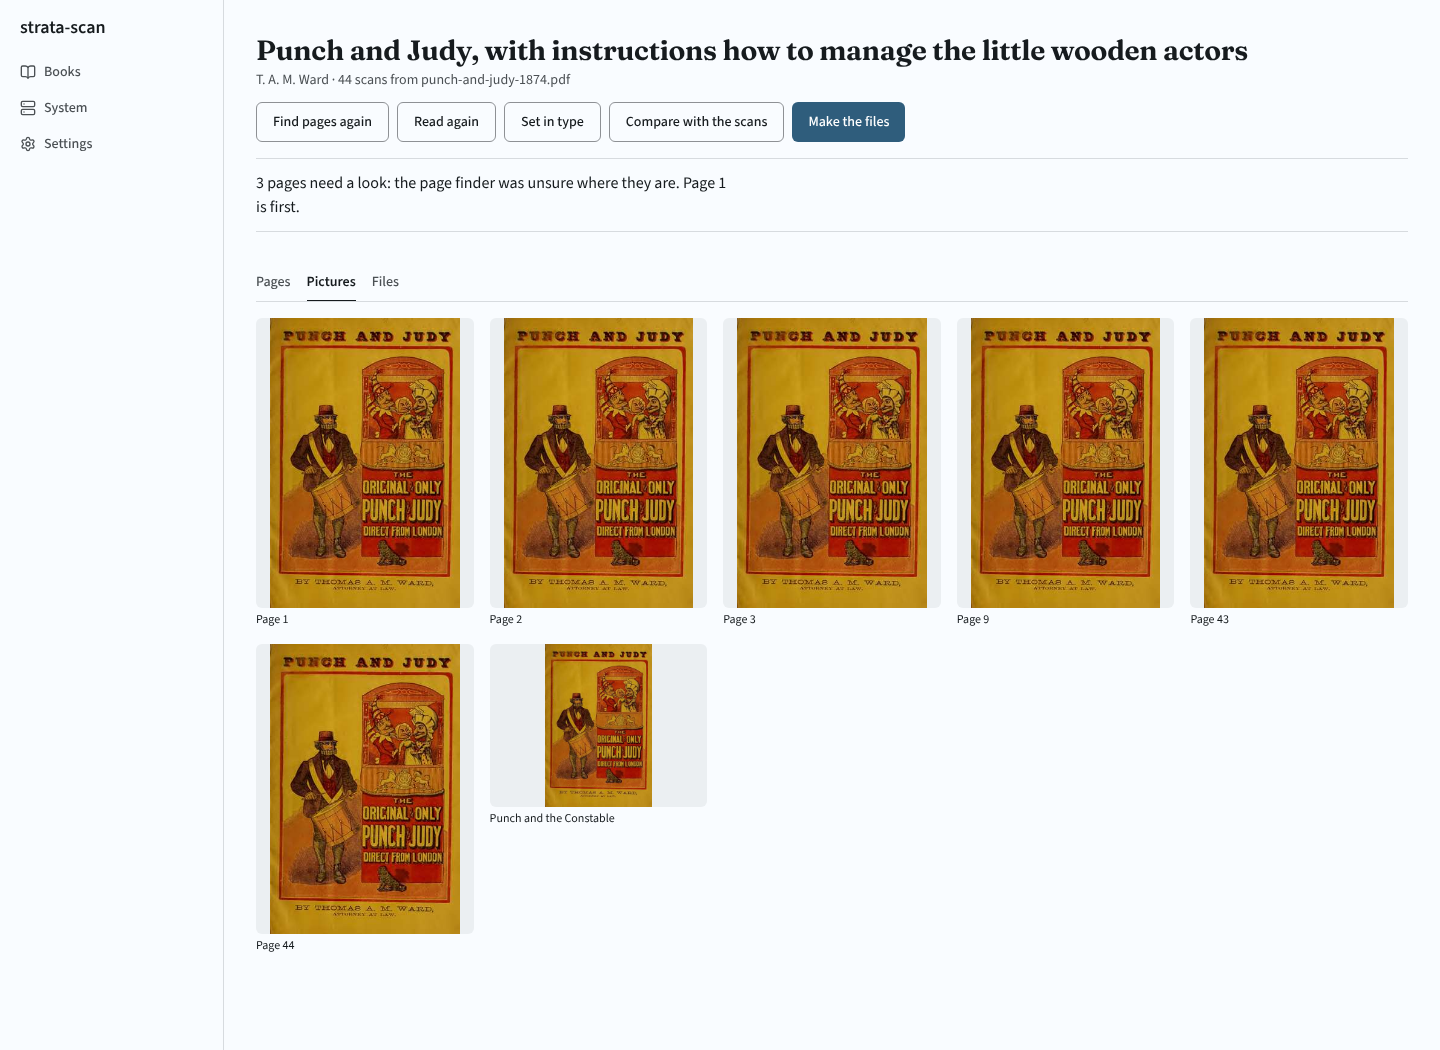 strata-scan
Books
System
Settings
Punch and Judy, with instructions how to manage the little wooden actors
T. A. M. Ward · 44 scans from punch-and-judy-1874.pdf
Find pages again
Read again
Set in type
Compare with the scans
Make the files
3 pages need a look: the page finder was unsure where they are. Page 1
is first.
Pages
Pictures
Files
PUNCH AND JUDY
THE
ORIGINAL & ONLY
PUNCH & JUDY
DIRECT FROM LONDON
BY THOMAS A. M. WARD,
ATTORNEY AT LAW.
Page 1
PUNCH AND JUDY
THE
ORIGINAL & ONLY
PUNCH & JUDY
DIRECT FROM LONDON
BY THOMAS A. M. WARD,
ATTORNEY AT LAW.
Page 2
PUNCH AND JUDY
THE
ORIGINAL & ONLY
PUNCH & JUDY
DIRECT FROM LONDON
BY THOMAS A. M. WARD,
ATTORNEY AT LAW.
Page 3
PUNCH AND JUDY
THE
ORIGINAL & ONLY
PUNCH & JUDY
DIRECT FROM LONDON
BY THOMAS A. M. WARD,
ATTORNEY AT LAW.
Page 9
PUNCH AND JUDY
THE
ORIGINAL & ONLY
PUNCH & JUDY
DIRECT FROM LONDON
BY THOMAS A. M. WARD,
ATTORNEY AT LAW.
Page 43
PUNCH AND JUDY
THE
ORIGINAL & ONLY
PUNCH & JUDY
DIRECT FROM LONDON
BY THOMAS A. M. WARD,
ATTORNEY AT LAW.
Page 44
PUNCH AND JUDY
THE
ORIGINAL & ONLY
PUNCH & JUDY
DIRECT FROM LONDON
BY THOMAS A. M. WARD,
Punch and the Constable